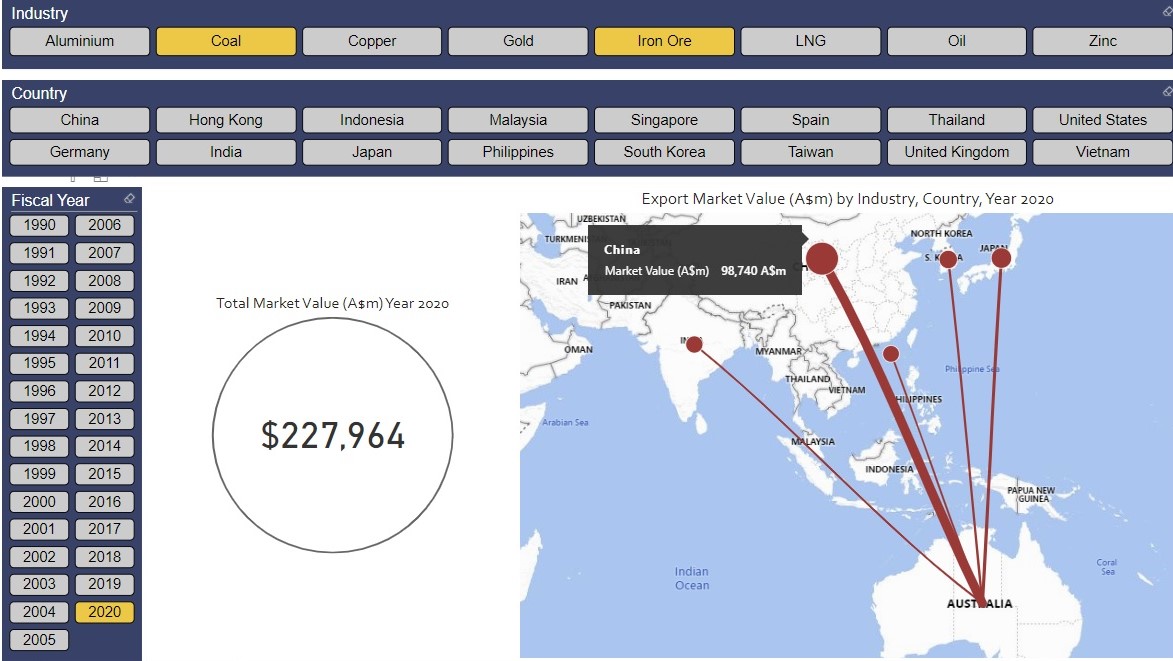 Industry
Aluminium Coal Copper Gold Iron Ore LNG Oil Zinc
Country
China Hong Kong Indonesia Malaysia Singapore Spain Thailand United States
Germany India Japan Philippines South Korea Taiwan United Kingdom Vietnam
Fiscal Year
1990 2006
1991 2007
1992 2008
1993 2009
1994 2010
1995 2011
1996 2012
1997 2013
1998 2014
1999 2015
2000 2016
2001 2017
2002 2018
2003 2019
2004 2020
2005
Total Market Value (A$m) Year 2020
$227,964
Export Market Value (A$m) by Industry, Country, Year 2020
UZBEKISTAN
NORTH KOREA
TURKMENIS
China
JAPAN
Market Value (A$m) 98,740 A$m
IRAN
PAKISTAN
OMAN
MYANMAR
Philippine Sea
THAILAND
VIETNAM
HILIPPINES
Arabian Sea
MALAYSIA
INDONESIA
PAPUA NEW
GUINEA
Indian
Ocean
Coral
Sea
AUSTRALIA